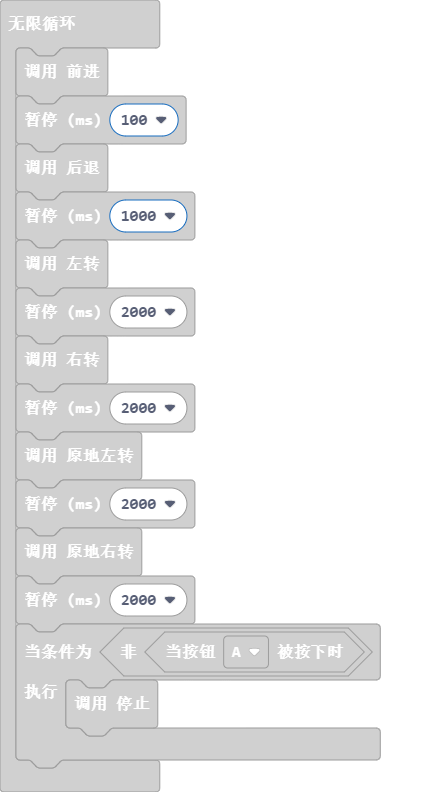 无限循环
调用 前进
暂停 (ms) 100
调用 后退
暂停 (ms) 1000
调用 左转
暂停 (ms) 2000
调用 右转
暂停 (ms) 2000
调用 原地左转
暂停 (ms) 2000
调用 原地右转
暂停 (ms) 2000
当条件为 非 当按钮 A 被按下时
执行
调用 停止